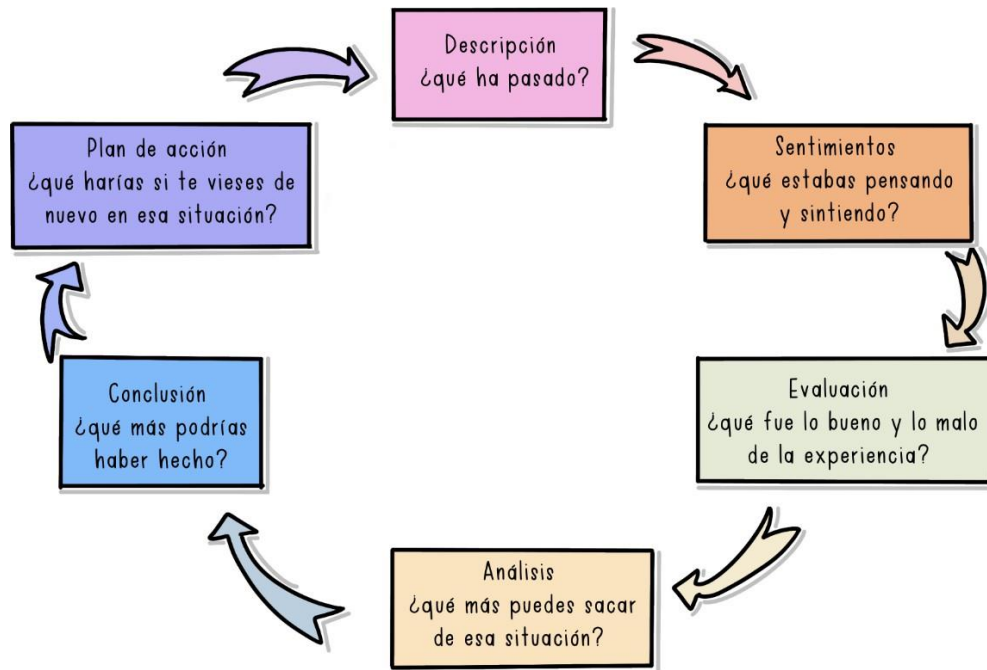 Descripción
¿qué ha pasado?
Sentimientos
¿qué estabas pensando
y sintiendo?
Evaluación
¿qué fue lo bueno y lo malo
de la experiencia?
Análisis
¿qué más puedes sacar
de esa situación?
Conclusión
¿qué más podrías
haber hecho?
Plan de acción
¿qué harías si te vieses de
nuevo en esa situación?